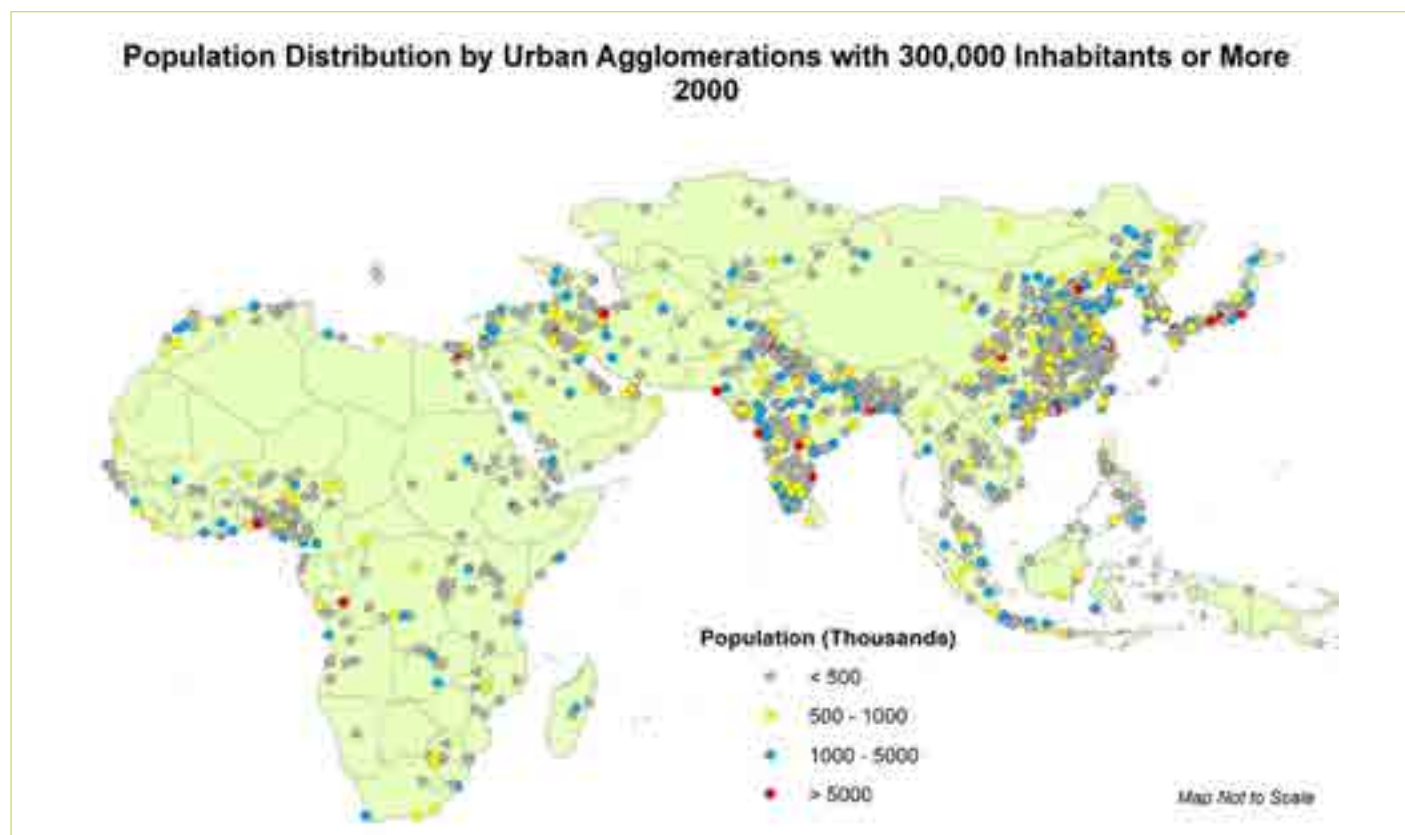 Population Distribution by Urban Agglomerations with 300,000 Inhabitants or More
2000
Population (Thousands)
< 500
500 - 1000
1000 - 5000
> 5000
Map Not to Scale